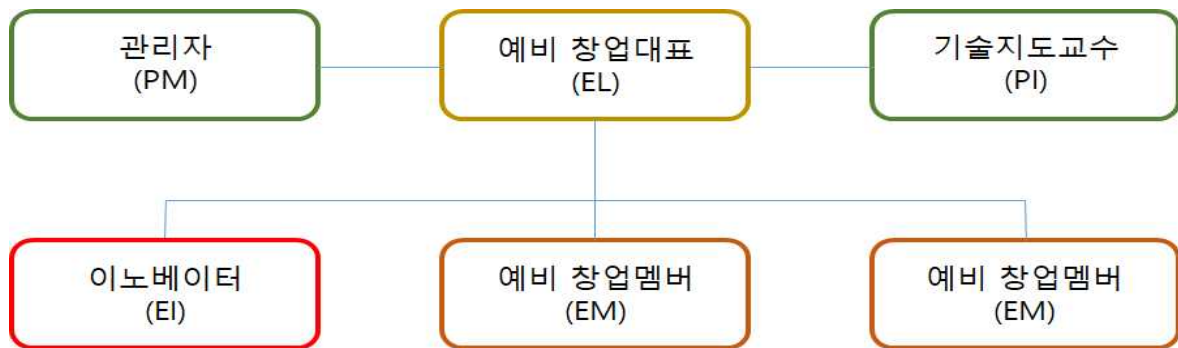 관리자
(PM)
예비 창업대표
(EL)
기술지도교수
(PI)
이노베이터
(EI)
예비 창업멤버
(EM)
예비 창업멤버
(EM)